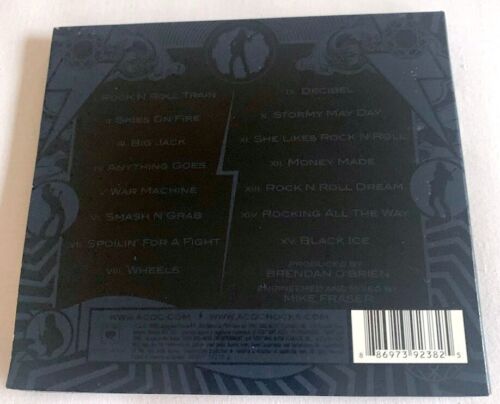 Rock N Roll Train
II. Skies On Fire
III. Big Jack
IV. Anything Goes
V. War Machine
VI. Smash N Grab
VII. Spoilin' For A Fight
VIII. Wheels
IX. Decibel
X. Stormy May Day
XI. She Likes Rock N Roll
XII. Money Made
XIII. Rock N Roll Dream
XIV. Rocking All The Way
XV. Black Ice
Produced by
Brendan O'Brien
Engineered and Mixed by
Mike Fraser
www.acdc.com • www.acdcrocks.com
8 86973 92382 5